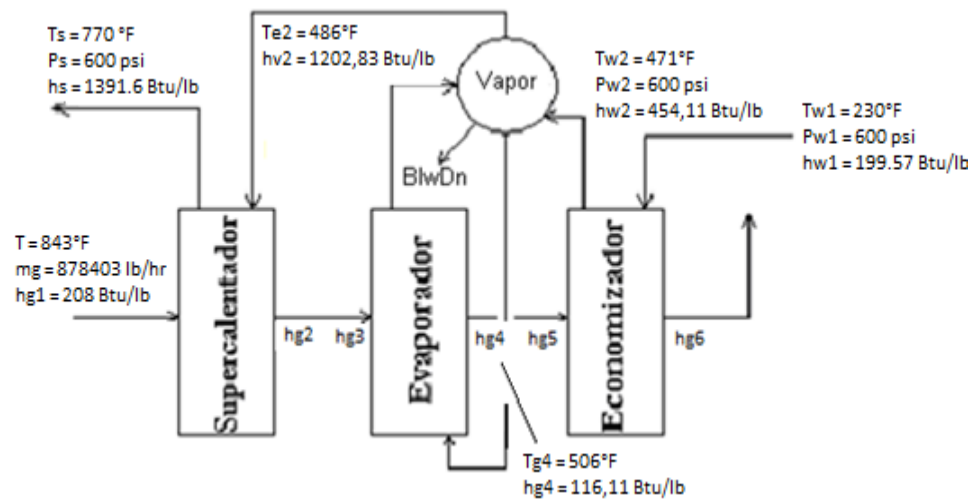 Ts = 770 °F
Ps = 600 psi
hs = 1391.6 Btu/lb
Te2 = 486°F
hv2 = 1202,83 Btu/lb
Vapor
Tw2 = 471°F
Pw2 = 600 psi
hw2 = 454,11 Btu/lb
Tw1 = 230°F
Pw1 = 600 psi
hw1 = 199.57 Btu/lb
BlwDn
T = 843°F
mg = 878403 lb/hr
hg1 = 208 Btu/lb
Supercalentador
hg2
hg3
Evaporador
hg4
hg5
Economizador
hg6
Tg4 = 506°F
hg4 = 116,11 Btu/lb